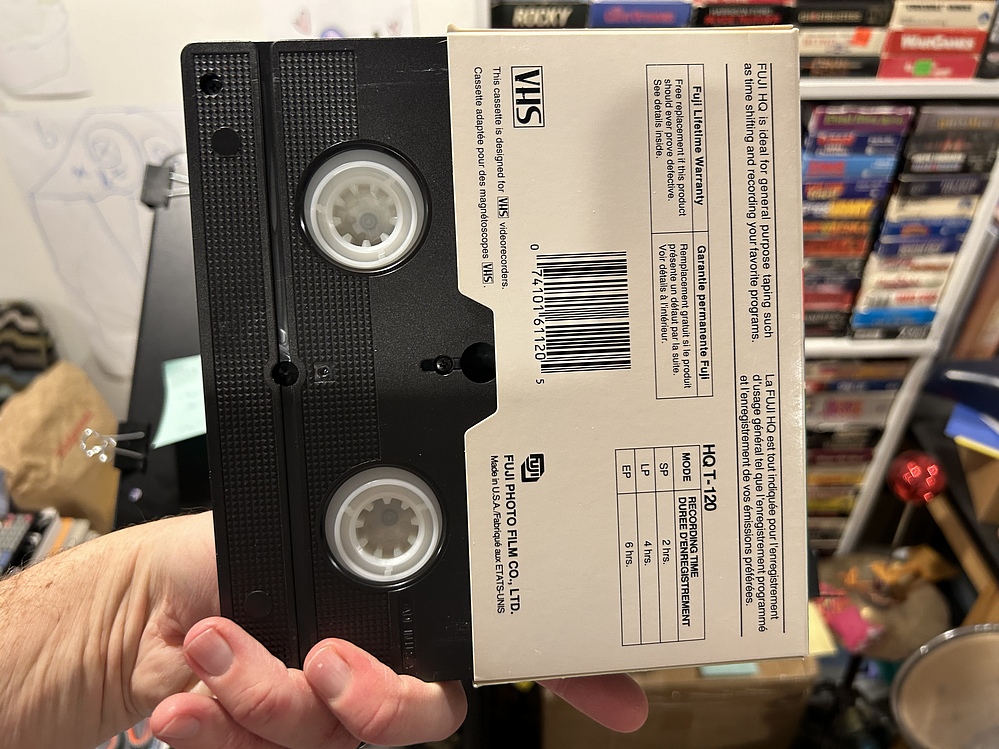 FUJI HQ is ideal for general purpose taping such
as time shifting and recording your favorite programs.
La FUJI HQ est tout indiquée pour l'enregistrement
d'usage général tel que l'enregistrement programmé
et l'enregistrement de vos émissions préférées.
Fuji Lifetime Warranty
Free replacement if this product
should ever prove defective.
See details inside.
Garantie permanente Fuji
Remplacement gratuit si le produit
présente un défaut par la suite.
Voir détails à l'intérieur.
HQ T-120
MODE
RECORDING TIME
DUREE D'ENREGISTREMENT
SP 2 hrs.
LP 4 hrs.
EP 6 hrs.
0 74101 61120 5
VHS
This cassette is designed for VHS videorecorders.
Cassette adaptée pour des magnétoscopes VHS.
FUJI
FUJI PHOTO FILM CO., LTD.
Made in U.S.A./Fabriqué aux ETATS-UNIS
ROCKY
WARGAMES